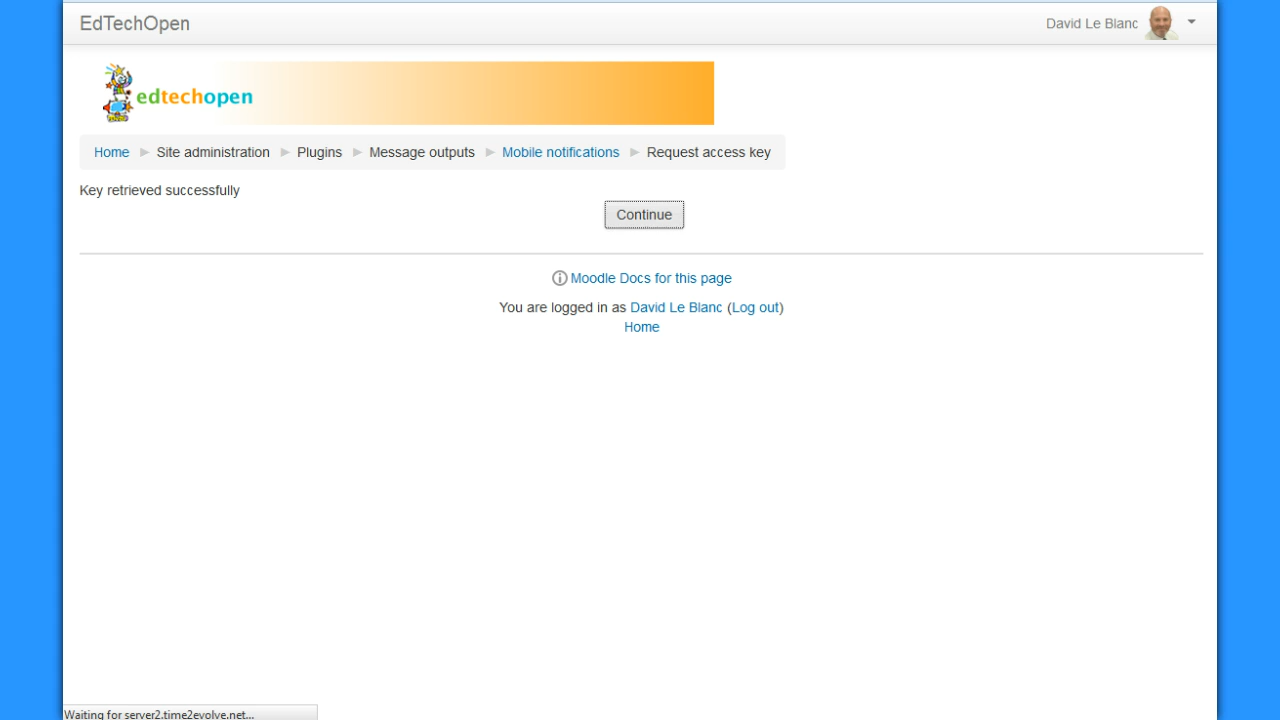 EdTechOpen
David Le Blanc
edtechopen
Home Site administration Plugins Message outputs Mobile notifications Request access key
Key retrieved successfully
Continue
Moodle Docs for this page
You are logged in as David Le Blanc (Log out)
Home
Waiting for server2.time2evolve.net...